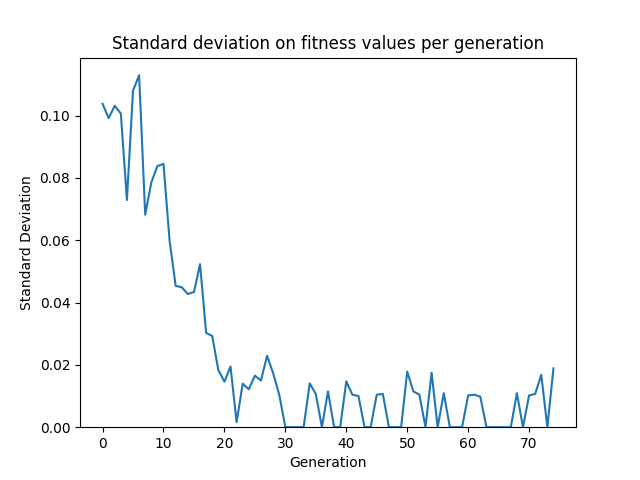 Standard deviation on fitness values per generation
Standard Deviation
0.10
0.08
0.06
0.04
0.02
0.00
0 10 20 30 40 50 60 70
Generation